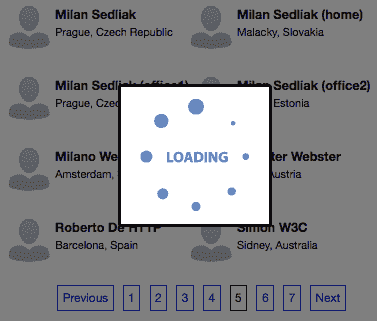 Milan Sedliak
Prague, Czech Republic
Milan Sedliak (home)
Malacky, Slovakia
Milan Sedliak (office1)
Prague,
Milan Sedliak (office2)
Estonia
Milano
Amsterdam,
Webster
Austria
LOADING
Roberto De HTTP
Barcelona, Spain
Simon W3C
Sidney, Australia
Previous 1 2 3 4 5 6 7 Next